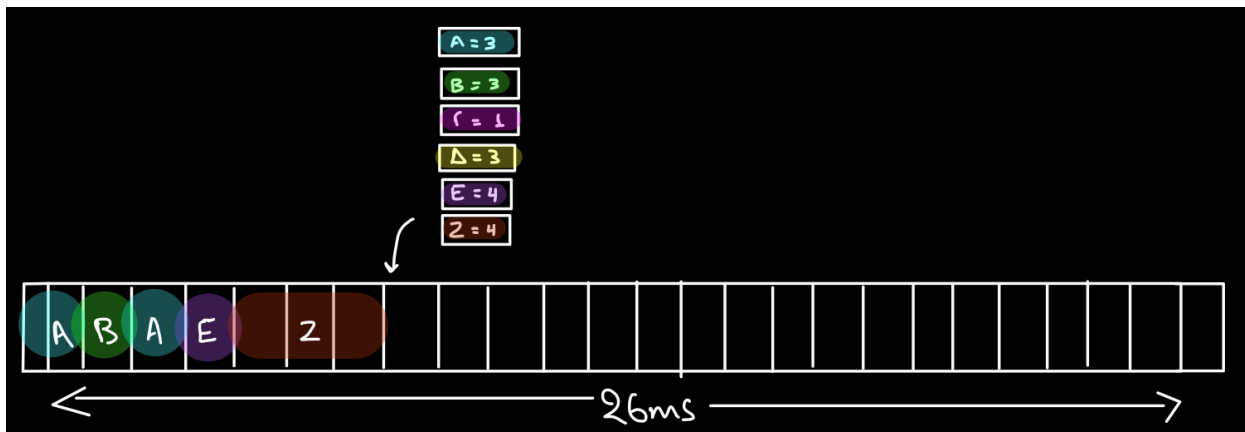 A = 3
B = 3
Γ = 1
Δ = 3
E = 4
Z = 4
A B A E Z
26ms